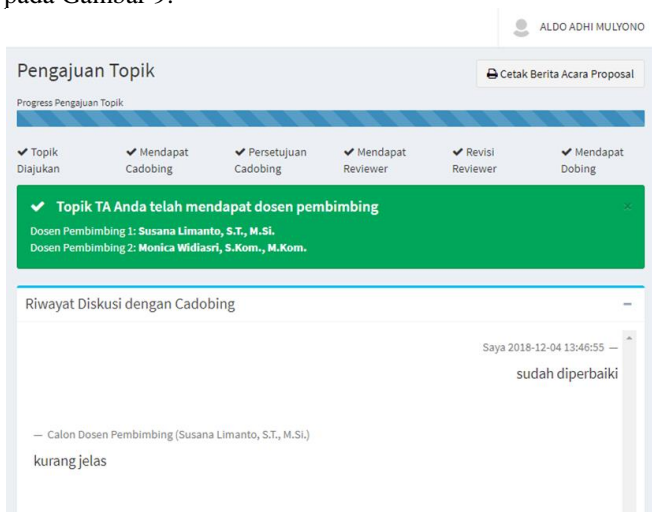 pada Gambar 9.
ALDO ADHI MULYONO
Pengajuan Topik
Cetak Berita Acara Proposal
Progress Pengajuan Topik
Topik Diajukan
Mendapat Cadobing
Persetujuan Cadobing
Mendapat Reviewer
Revisi Reviewer
Mendapat Dobing
Topik TA Anda telah mendapat dosen pembimbing
×
Dosen Pembimbing 1: Susana Limanto, S.T., M.Si.
Dosen Pembimbing 2: Monica Widiasri, S.Kom., M.Kom.
Riwayat Diskusi dengan Cadobing
Saya 2018-12-04 13:46:55 —
sudah diperbaiki
— Calon Dosen Pembimbing (Susana Limanto, S.T., M.Si.)
kurang jelas